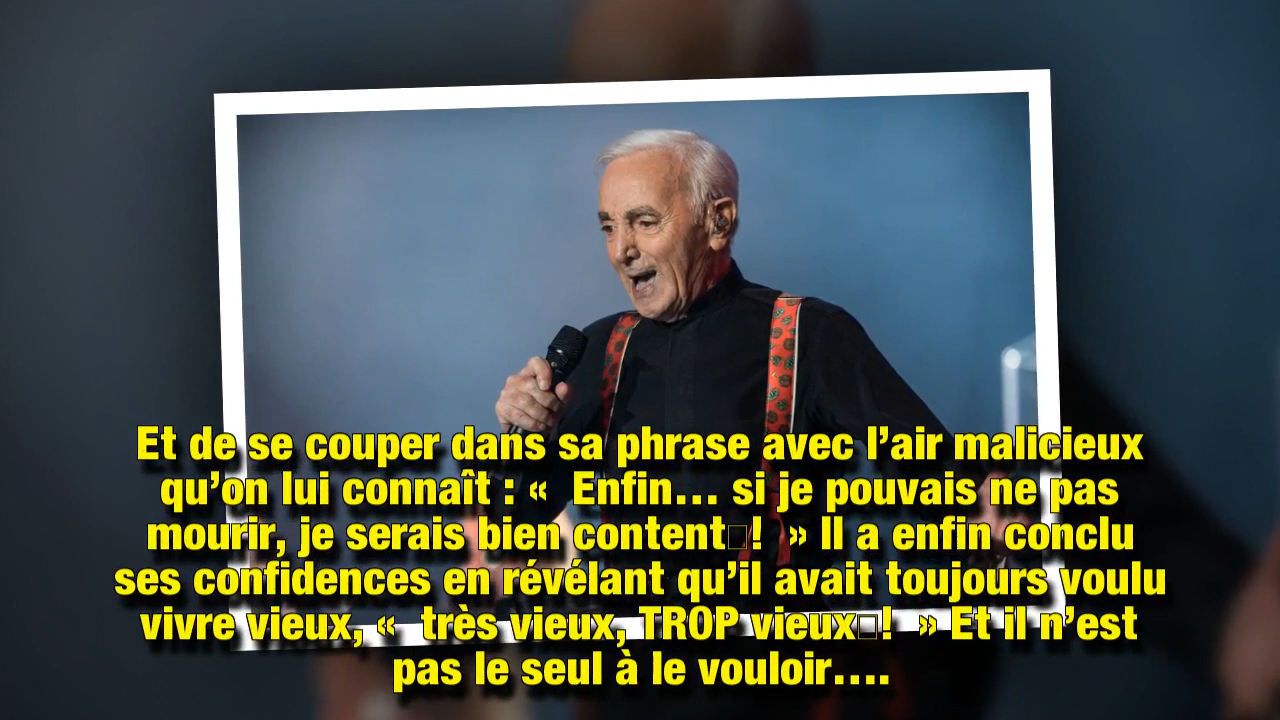 Et de se couper dans sa phrase avec l’air malicieux
qu’on lui connaît : «  Enfin… si je pouvais ne pas
mourir, je serais bien content□!  » Il a enfin conclu
ses confidences en révélant qu’il avait toujours voulu
vivre vieux, «  très vieux, TROP vieux□!  » Et il n’est
pas le seul à le vouloir….